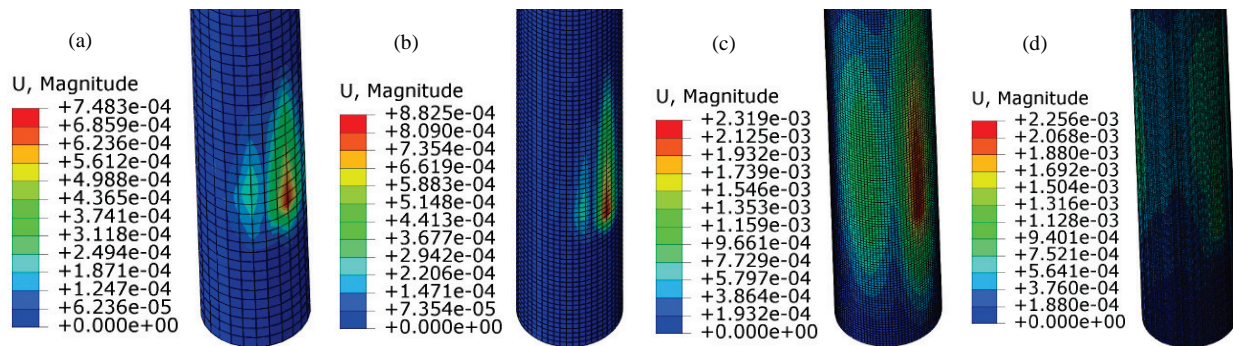 (a)
U, Magnitude
+7.483e-04
+6.859e-04
+6.236e-04
+5.612e-04
+4.988e-04
+4.365e-04
+3.741e-04
+3.118e-04
+2.494e-04
+1.871e-04
+1.247e-04
+6.236e-05
+0.000e+00
(b)
U, Magnitude
+8.825e-04
+8.090e-04
+7.354e-04
+6.619e-04
+5.883e-04
+5.148e-04
+4.413e-04
+3.677e-04
+2.942e-04
+2.206e-04
+1.471e-04
+7.354e-05
+0.000e+00
(c)
U, Magnitude
+2.319e-03
+2.125e-03
+1.932e-03
+1.739e-03
+1.546e-03
+1.353e-03
+1.159e-03
+9.661e-04
+7.729e-04
+5.797e-04
+3.864e-04
+1.932e-04
+0.000e+00
(d)
U, Magnitude
+2.256e-03
+2.068e-03
+1.880e-03
+1.692e-03
+1.504e-03
+1.316e-03
+1.128e-03
+9.401e-04
+7.521e-04
+5.641e-04
+3.760e-04
+1.880e-04
+0.000e+00